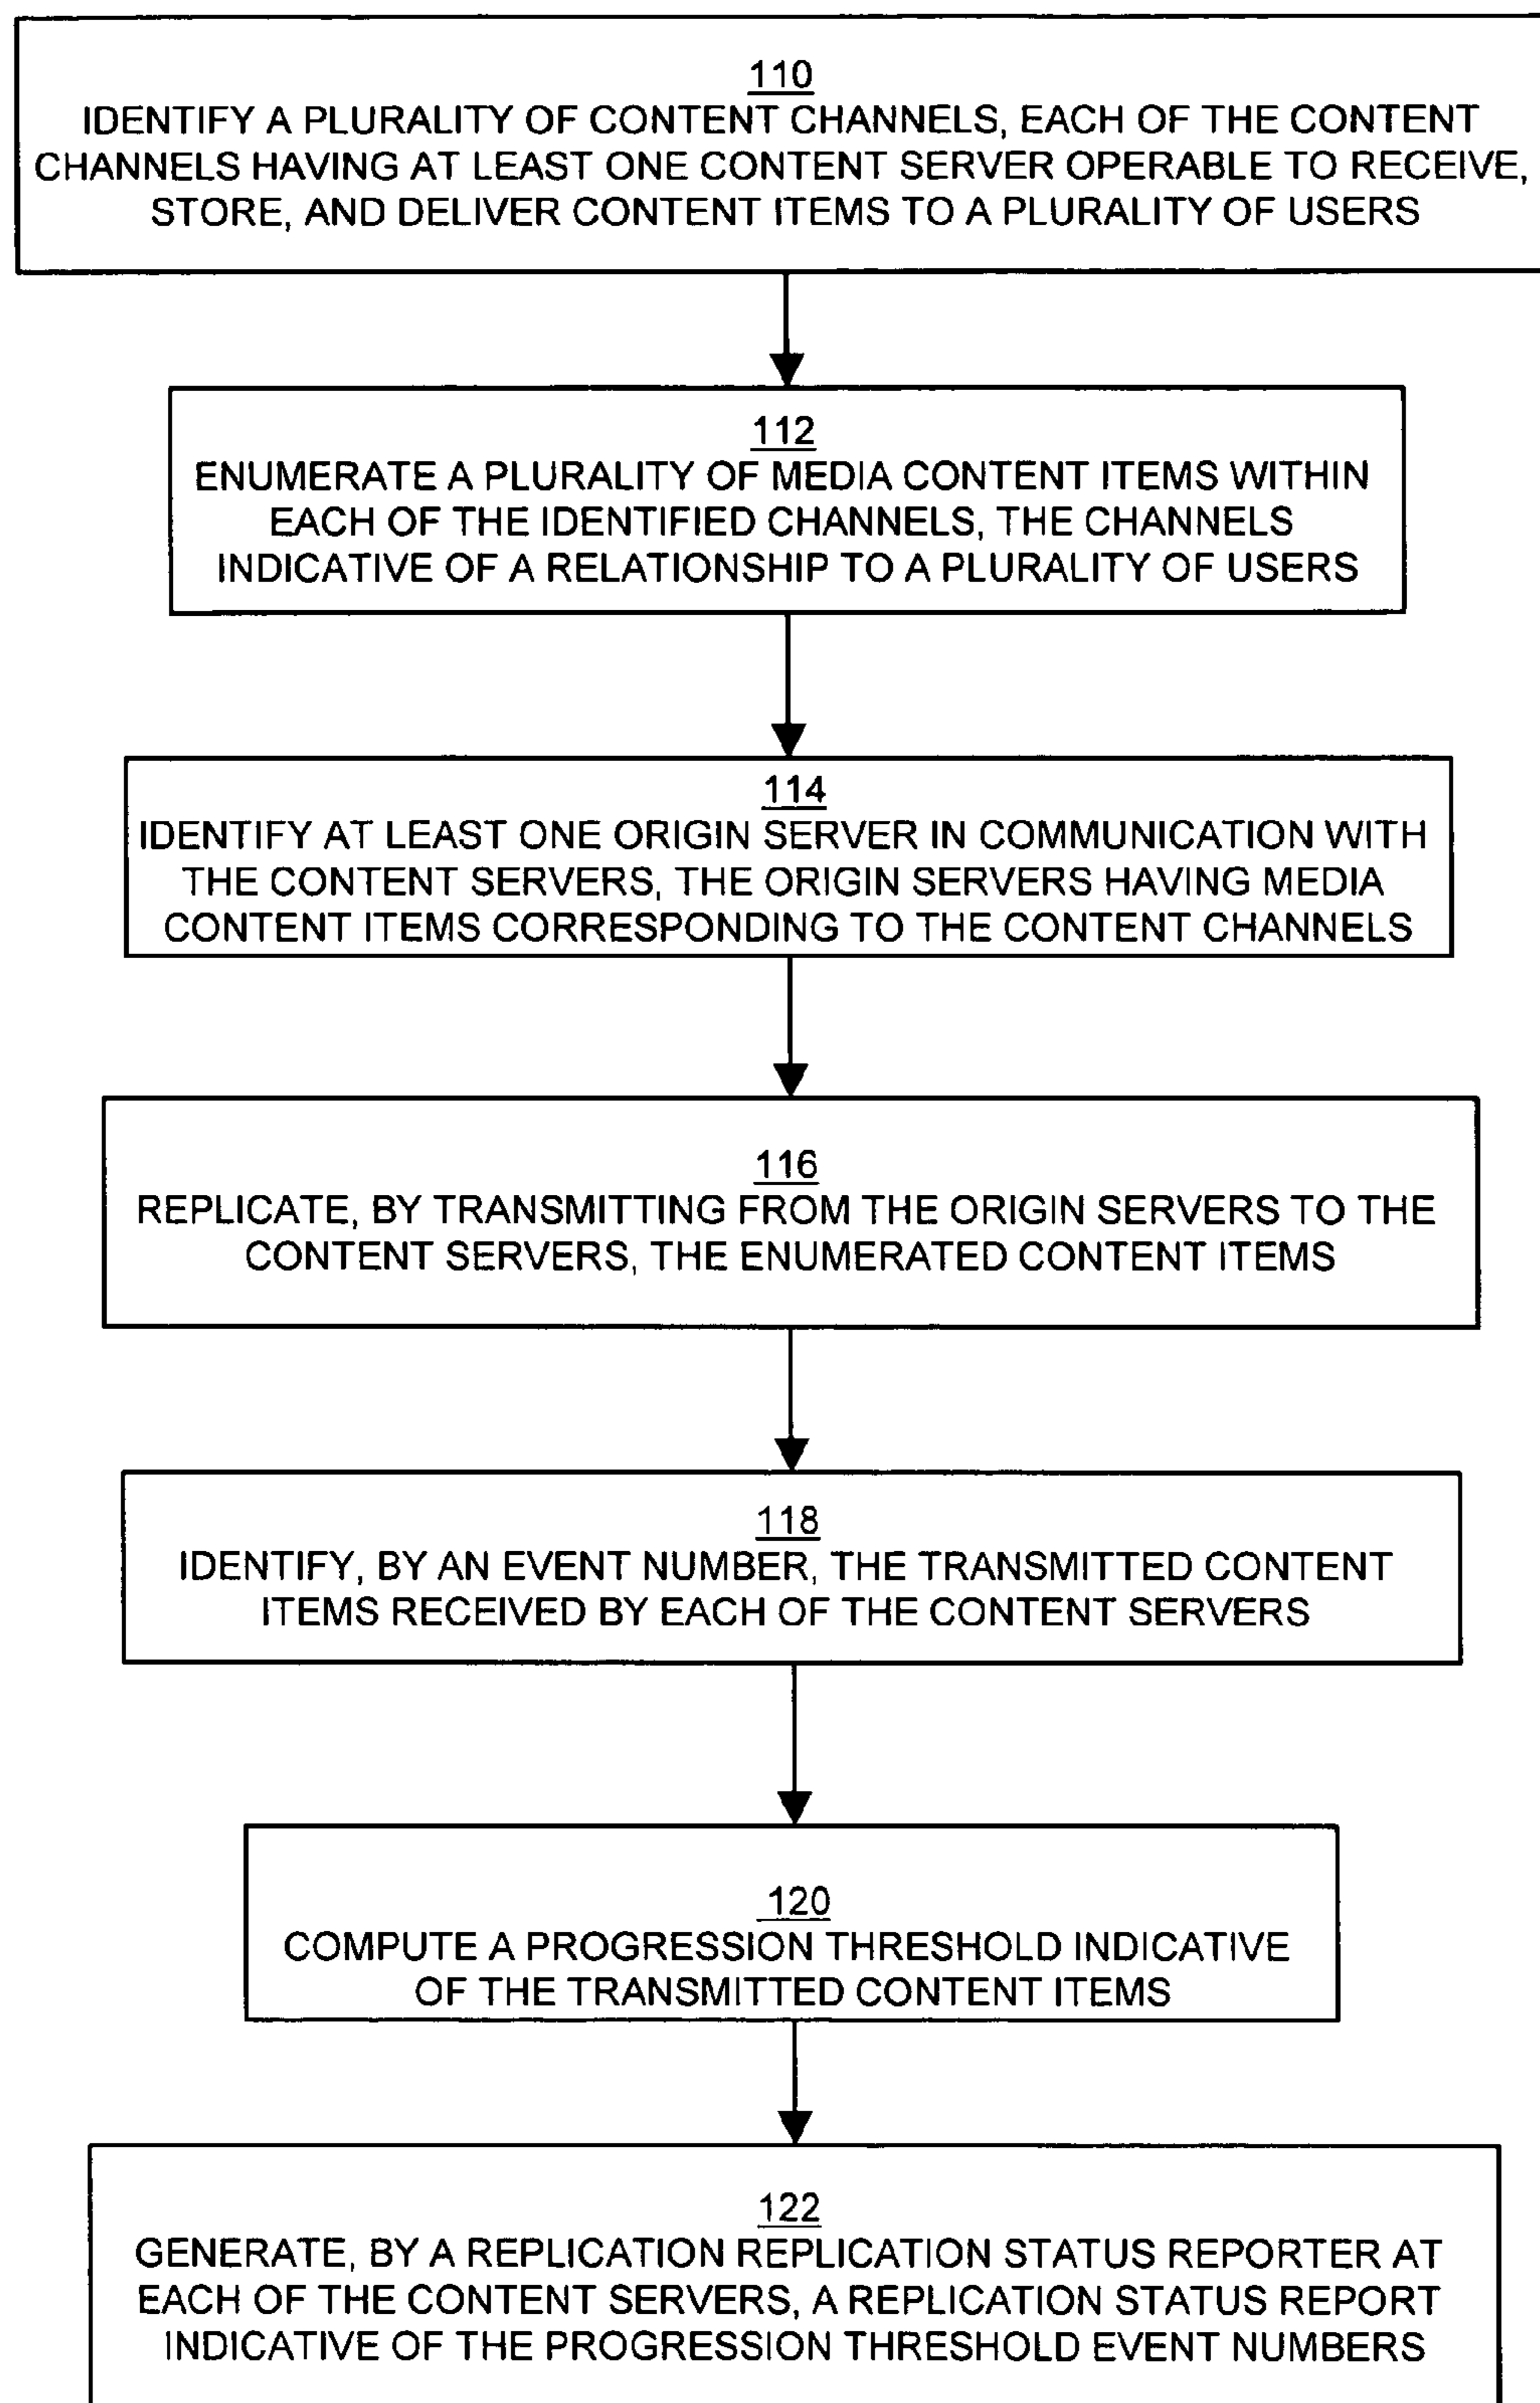 110
IDENTIFY A PLURALITY OF CONTENT CHANNELS, EACH OF THE CONTENT
CHANNELS HAVING AT LEAST ONE CONTENT SERVER OPERABLE TO RECEIVE,
STORE, AND DELIVER CONTENT ITEMS TO A PLURALITY OF USERS
112
ENUMERATE A PLURALITY OF MEDIA CONTENT ITEMS WITHIN
EACH OF THE IDENTIFIED CHANNELS, THE CHANNELS
INDICATIVE OF A RELATIONSHIP TO A PLURALITY OF USERS
114
IDENTIFY AT LEAST ONE ORIGIN SERVER IN COMMUNICATION WITH
THE CONTENT SERVERS, THE ORIGIN SERVERS HAVING MEDIA
CONTENT ITEMS CORRESPONDING TO THE CONTENT CHANNELS
116
REPLICATE, BY TRANSMITTING FROM THE ORIGIN SERVERS TO THE
CONTENT SERVERS, THE ENUMERATED CONTENT ITEMS
118
IDENTIFY, BY AN EVENT NUMBER, THE TRANSMITTED CONTENT
ITEMS RECEIVED BY EACH OF THE CONTENT SERVERS
120
COMPUTE A PROGRESSION THRESHOLD INDICATIVE
OF THE TRANSMITTED CONTENT ITEMS
122
GENERATE, BY A REPLICATION REPLICATION STATUS REPORTER AT
EACH OF THE CONTENT SERVERS, A REPLICATION STATUS REPORT
INDICATIVE OF THE PROGRESSION THRESHOLD EVENT NUMBERS